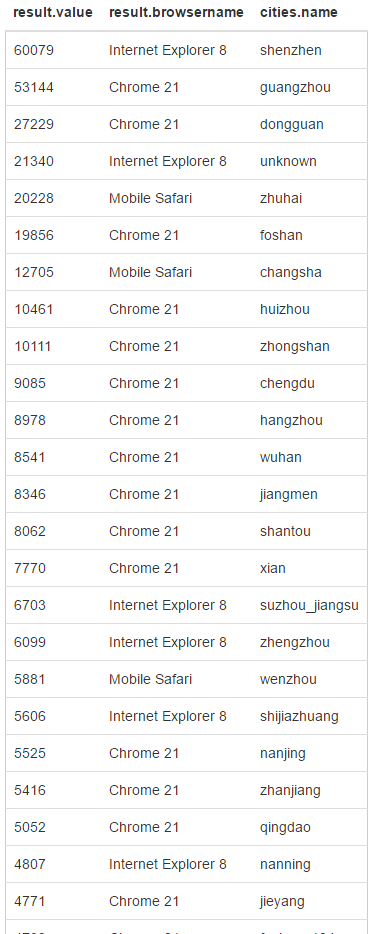 result.value result.browsername cities.name
60079 Internet Explorer 8 shenzhen
53144 Chrome 21 guangzhou
27229 Chrome 21 dongguan
21340 Internet Explorer 8 unknown
20228 Mobile Safari zhuhai
19856 Chrome 21 foshan
12705 Mobile Safari changsha
10461 Chrome 21 huizhou
10111 Chrome 21 zhongshan
9085 Chrome 21 chengdu
8978 Chrome 21 hangzhou
8541 Chrome 21 wuhan
8346 Chrome 21 jiangmen
8062 Chrome 21 shantou
7770 Chrome 21 xian
6703 Internet Explorer 8 suzhou_jiangsu
6099 Internet Explorer 8 zhengzhou
5881 Mobile Safari wenzhou
5606 Internet Explorer 8 shijiazhuang
5525 Chrome 21 nanjing
5416 Chrome 21 zhanjiang
5052 Chrome 21 qingdao
4807 Internet Explorer 8 nanning
4771 Chrome 21 jieyang